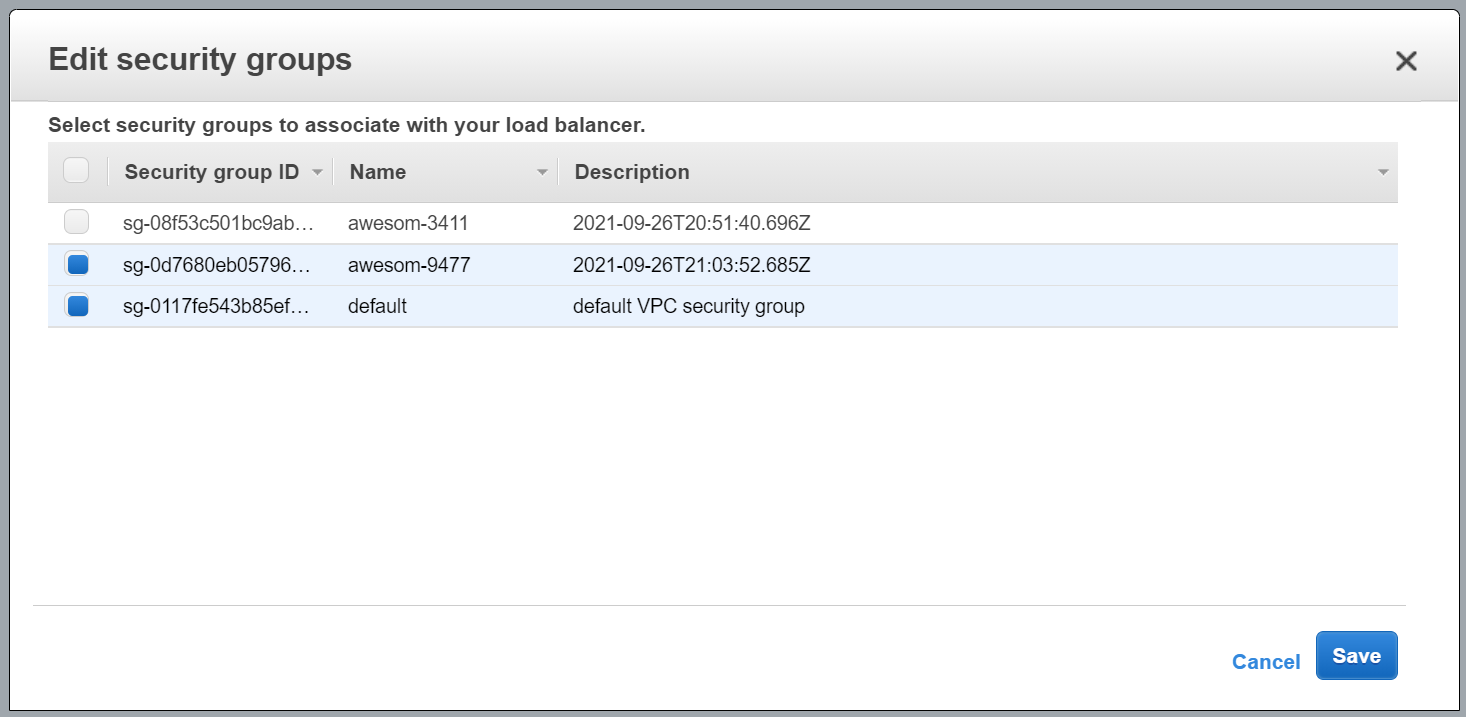 Edit security groups
Select security groups to associate with your load balancer.
Security group ID Name Description
sg-08f53c501bc9ab… awesom-3411 2021-09-26T20:51:40.696Z
sg-0d7680eb05796… awesom-9477 2021-09-26T21:03:52.685Z
sg-0117fe543b85ef… default default VPC security group
Cancel Save